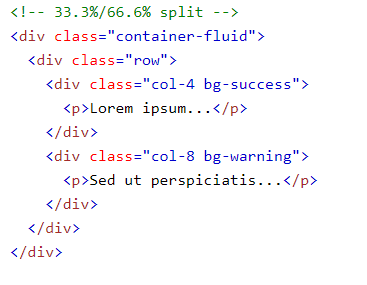 <!-- 33.3%/66.6% split -->
<div class="container-fluid">
  <div class="row">
    <div class="col-4 bg-success">
      <p>Lorem ipsum...</p>
    </div>
    <div class="col-8 bg-warning">
      <p>Sed ut perspiciatis...</p>
    </div>
  </div>
</div>